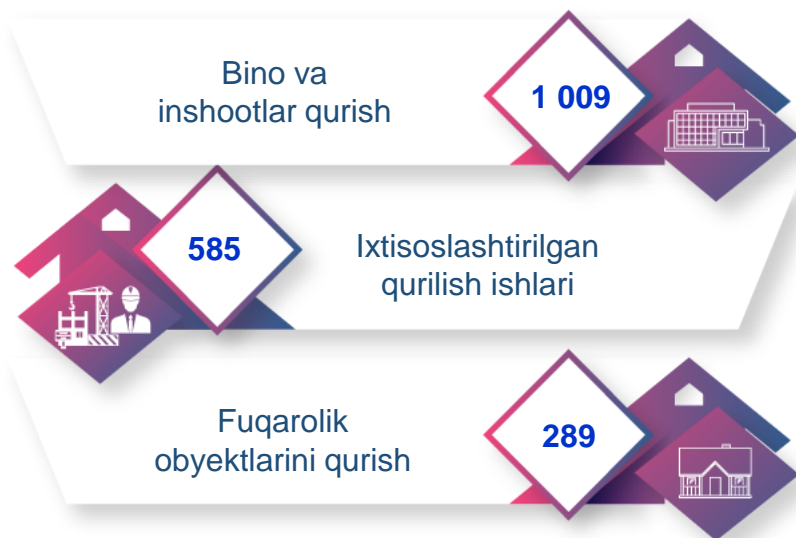 Bino va
inshootlar qurish
1 009
585
Ixtisoslashtirilgan
qurilish ishlari
Fuqarolik
obyektlarini qurish
289